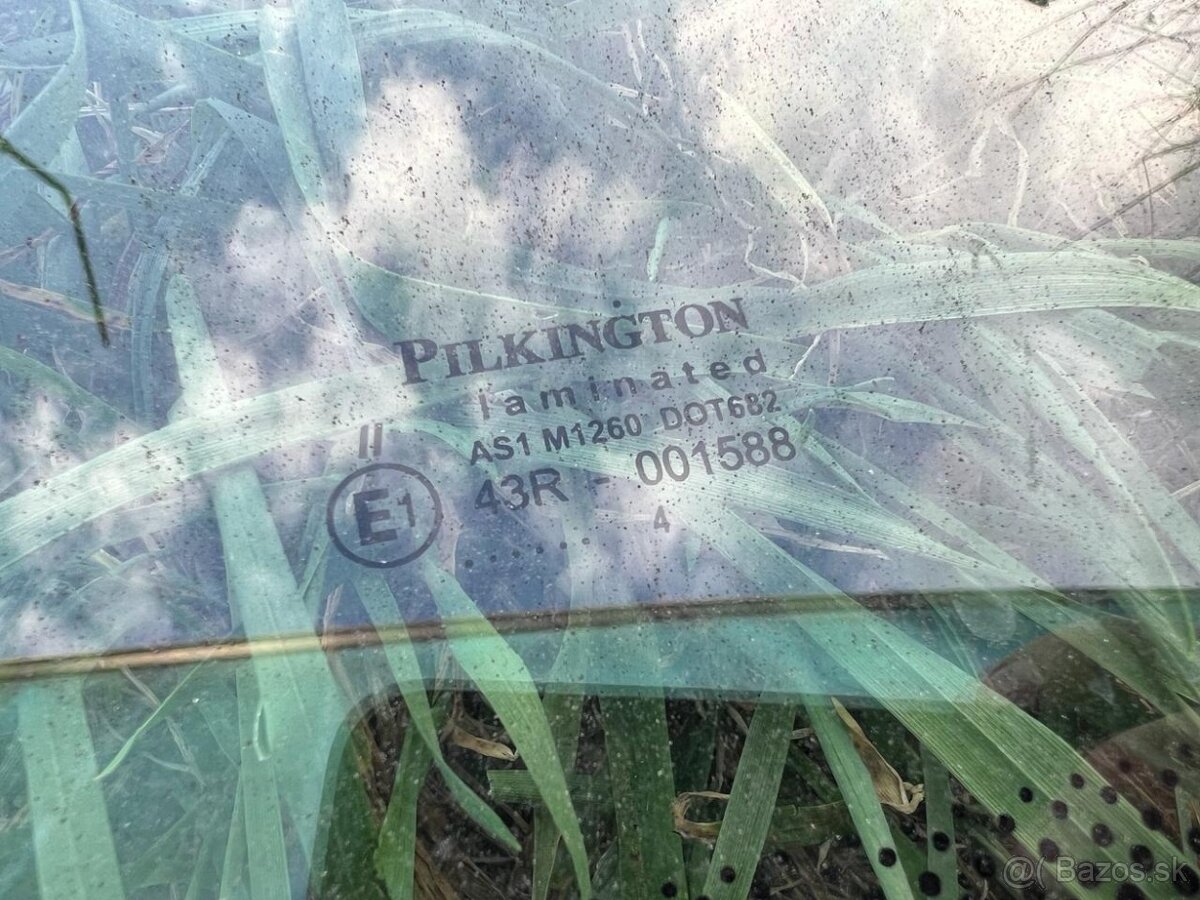 PILKINGTON
laminated
AS1 M1260 DOT682
II
43R - 001588
E1
4
@( Bazos.sk